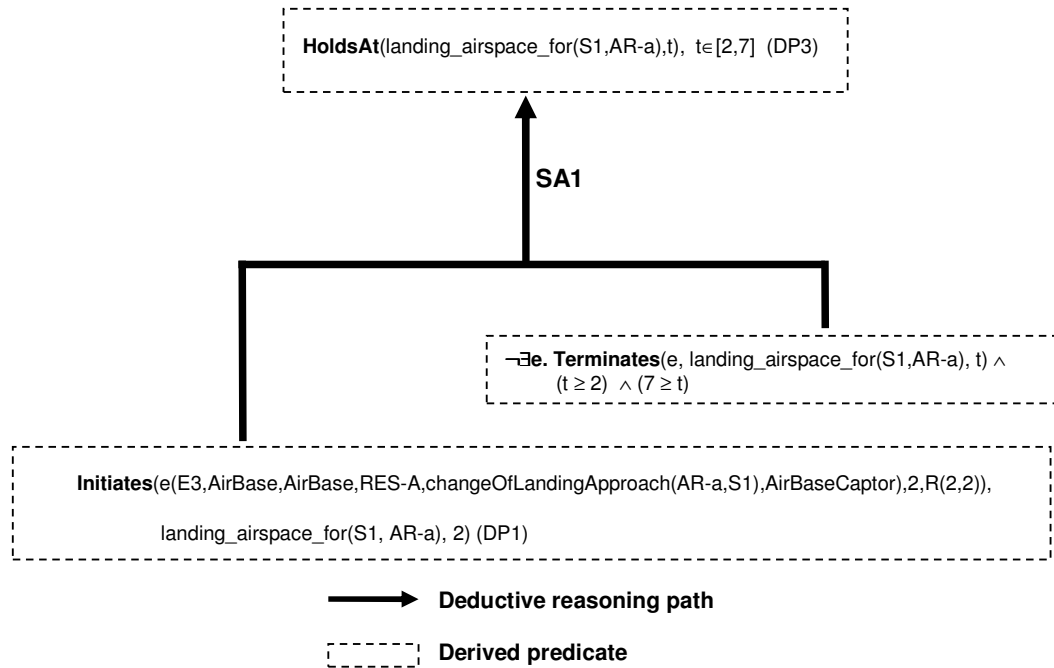 HoldsAt(landing_airspace_for(S1,AR-a),t), t∈[2,7] (DP3)
SA1
¬∃e. Terminates(e, landing_airspace_for(S1,AR-a), t) ∧
(t ≥ 2) ∧ (7 ≥ t)
Initiates(e(E3,AirBase,AirBase,RES-A,changeOfLandingApproach(AR-a,S1),AirBaseCaptor),2,R(2,2)),
landing_airspace_for(S1, AR-a), 2) (DP1)
Deductive reasoning path
Derived predicate